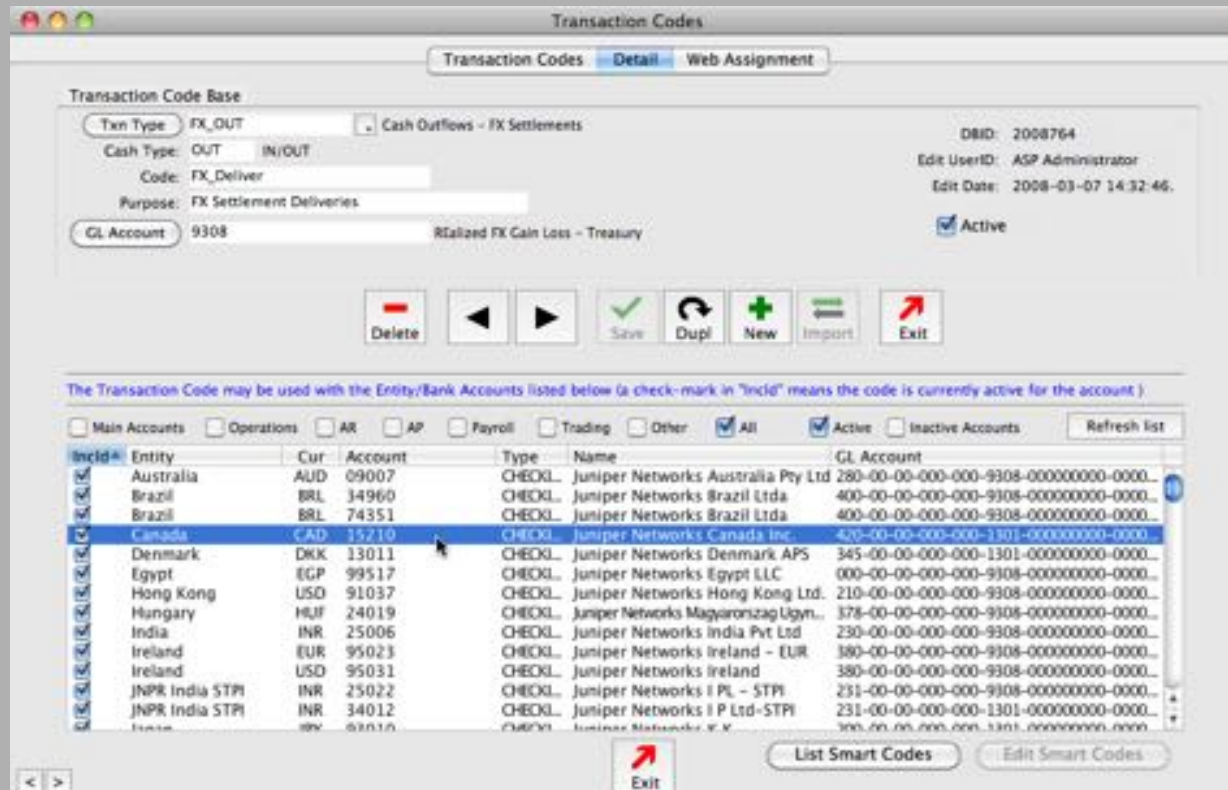 Transaction Codes
Transaction Codes Detail Web Assignment
Transaction Code Base
Txn Type FX_OUT Cash Outflows - FX Settlements
Cash Type: OUT IN/OUT
Code: FX_Deliver
Purpose: FX Settlement Deliveries
GL Account 9308 REalized FX Gain Loss - Treasury
DBID: 2008764
Edit UserID: ASP Administrator
Edit Date: 2008-03-07 14:32:46.
Active
Delete Save Dupl New Import Exit
The Transaction Code may be used with the Entity/Bank Accounts listed below (a check-mark in "Incld" means the code is currently active for the account )
Main Accounts Operations AR AP Payroll Trading Other All Active Inactive Accounts Refresh list
Incld Entity Cur Account Type Name GL Account
Australia AUD 09007 CHECKI... Juniper Networks Australia Pty Ltd 280-00-00-000-000-9308-000000000-0000...
Brazil BRL 34960 CHECKI... Juniper Networks Brazil Ltda 400-00-00-000-000-9308-000000000-0000...
Brazil BRL 74351 CHECKI... Juniper Networks Brazil Ltda 400-00-00-000-000-9308-000000000-0000...
Canada CAD 15210 CHECKI... Juniper Networks Canada Inc. 420-00-00-000-000-1301-000000000-0000...
Denmark DKK 13011 CHECKI... Juniper Networks Denmark APS 345-00-00-000-000-1301-000000000-0000...
Egypt EGP 99517 CHECKI... Juniper Networks Egypt LLC 000-00-00-000-000-9308-000000000-0000...
Hong Kong USD 91037 CHECKI... Juniper Networks Hong Kong Ltd. 210-00-00-000-000-9308-000000000-0000...
Hungary HUF 24019 CHECKI... Juniper Networks Magyarorszag Ugyn... 378-00-00-000-000-9308-000000000-0000...
India INR 25006 CHECKI... Juniper Networks India Pvt Ltd 230-00-00-000-000-9308-000000000-0000...
Ireland EUR 95023 CHECKI... Juniper Networks Ireland - EUR 380-00-00-000-000-9308-000000000-0000...
Ireland USD 95031 CHECKI... Juniper Networks Ireland 380-00-00-000-000-9308-000000000-0000...
JNPR India STPI INR 25022 CHECKI... Juniper Networks I PL - STPI 231-00-00-000-000-9308-000000000-0000...
JNPR India STPI INR 34012 CHECKI... Juniper Networks I P Ltd-STPI 231-00-00-000-000-1301-000000000-0000...
Japan JPY Juniper Networks K.K.
List Smart Codes Edit Smart Codes
Exit
< >